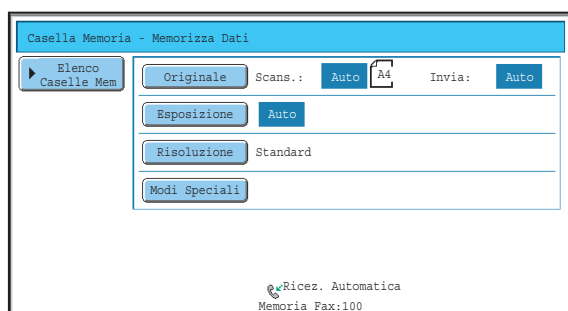 Casella Memoria - Memorizza Dati
Elenco
Caselle Mem
Originale Scans.: Auto A4 Invia: Auto
Esposizione Auto
Risoluzione Standard
Modi Speciali
Ricez. Automatica
Memoria Fax:100